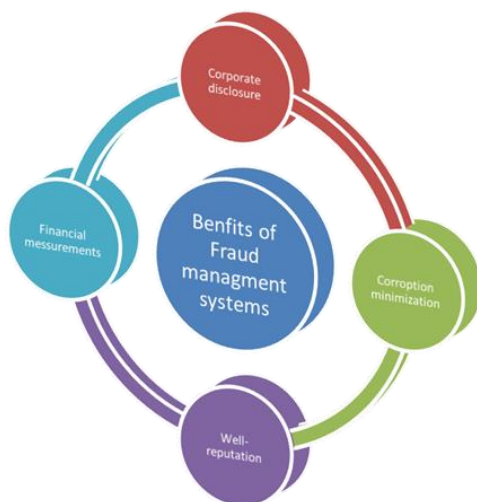 Corporate
disclosure
Financial
messurements
Benfits of
Fraud
managment
systems
Corroption
minimization
Well-
reputation